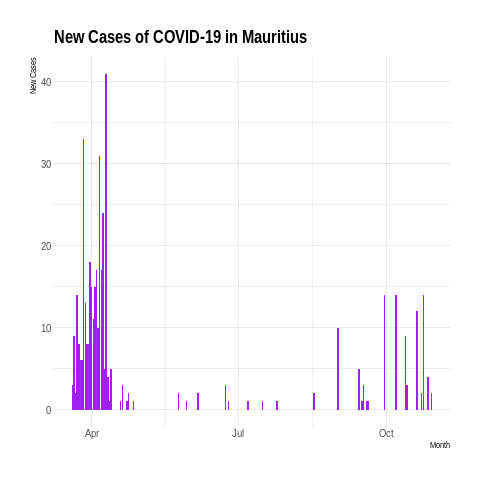 New Cases of COVID-19 in Mauritius
New Cases
40
30
20
10
0
Apr
Jul
Oct
Month